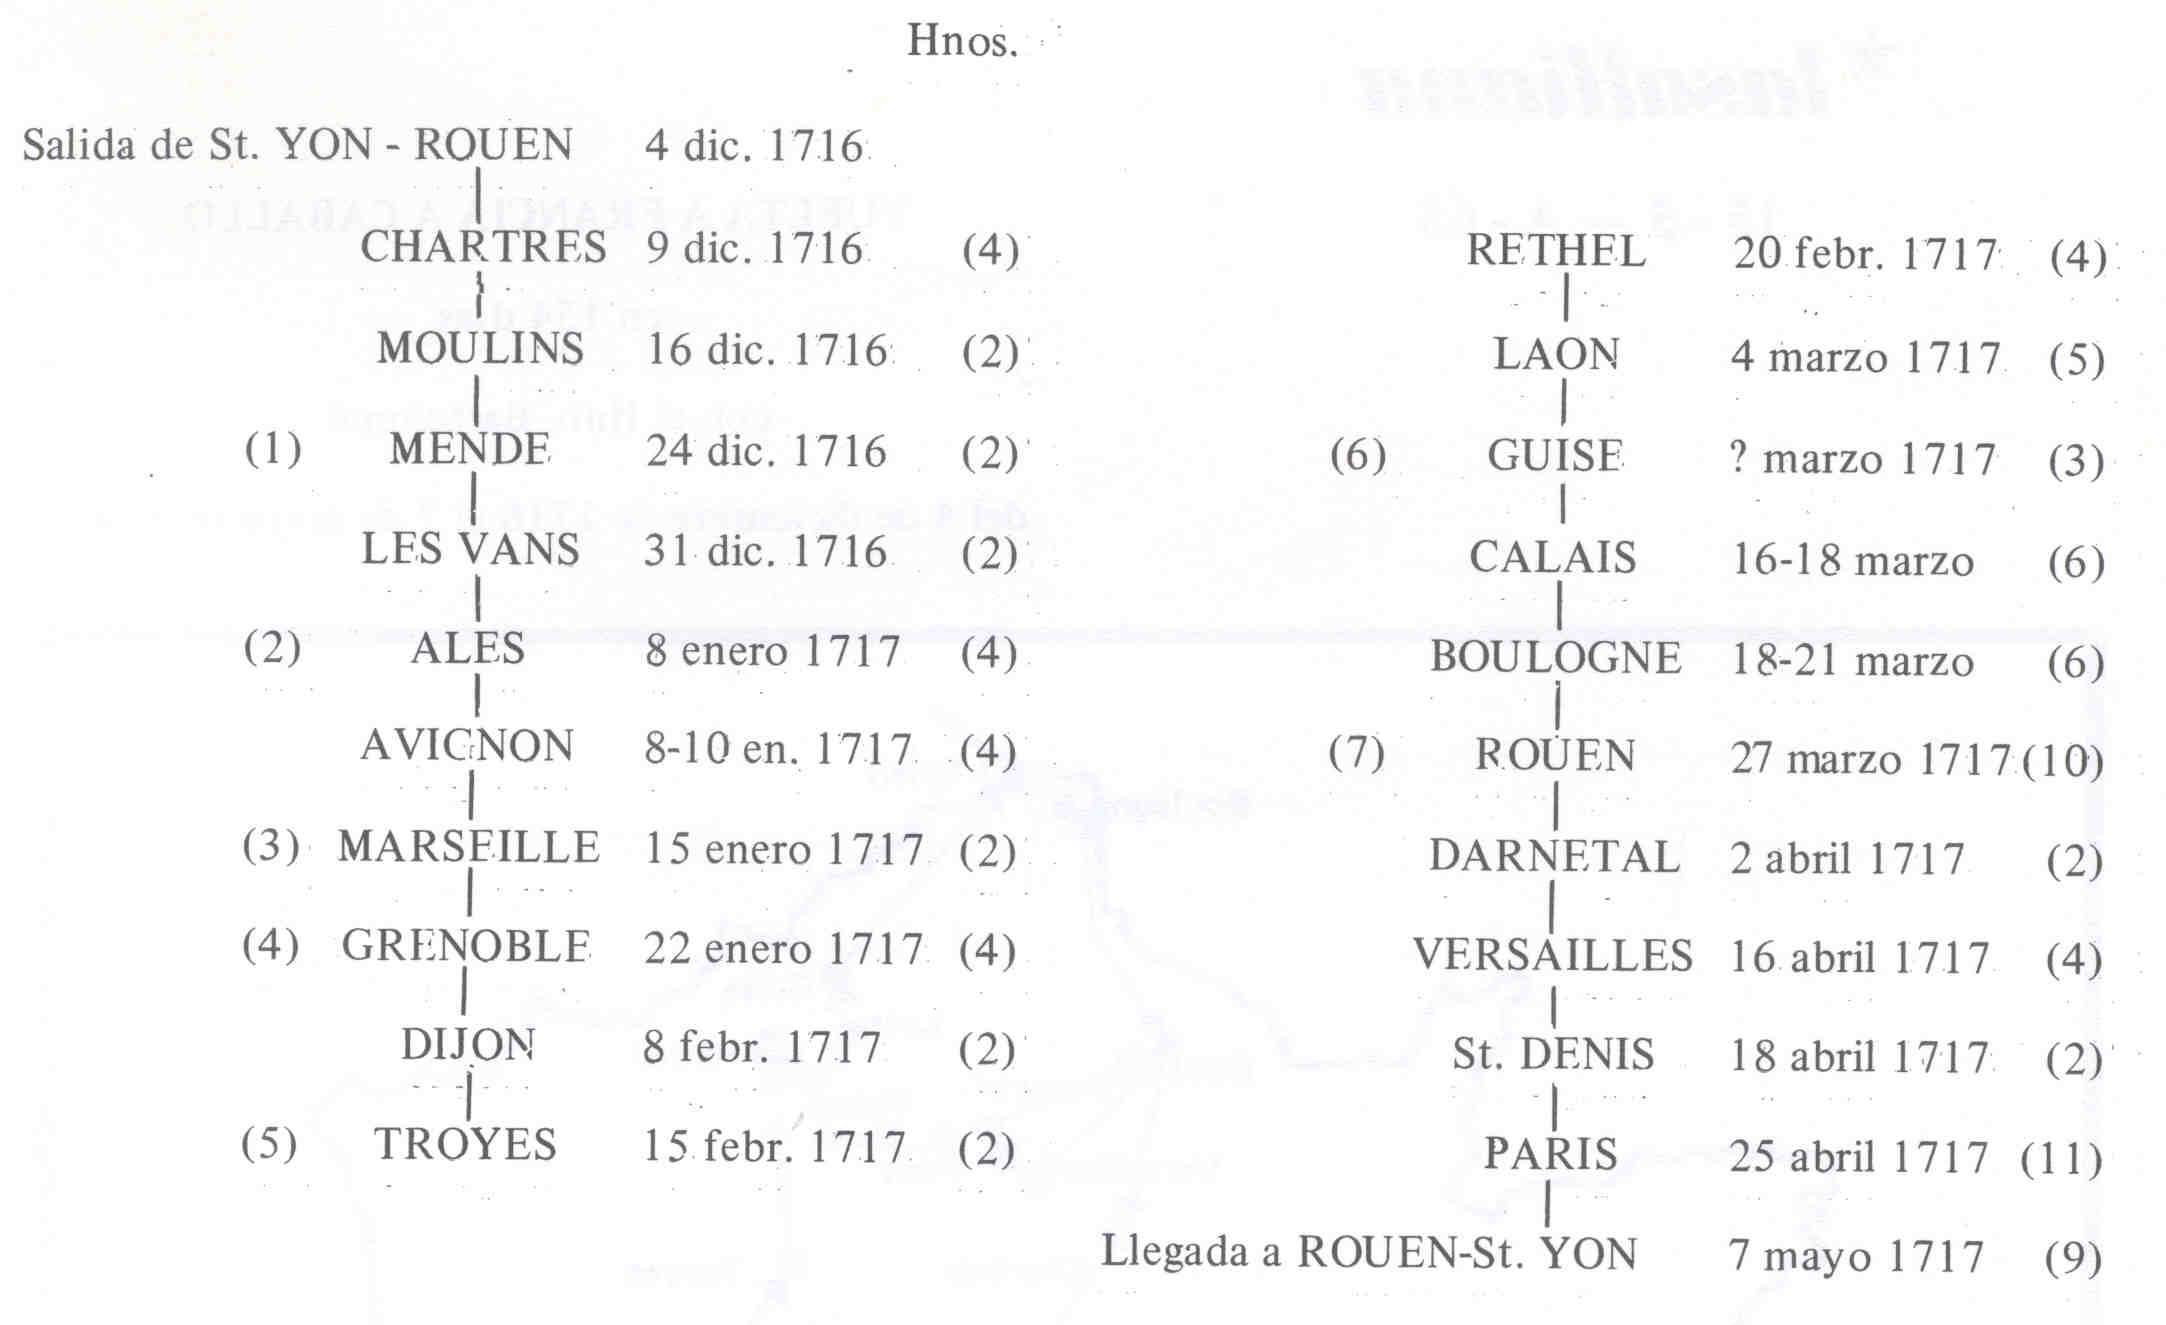 Hnos.
Salida de St. YON - ROUEN 4 dic. 1716
CHARTRES 9 dic. 1716 (4)
MOULINS 16 dic. 1716 (2)
(1) MENDE 24 dic. 1716 (2)
LES VANS 31 dic. 1716 (2)
(2) ALES 8 enero 1717 (4)
AVIGNON 8-10 en. 1717 (4)
(3) MARSEILLE 15 enero 1717 (2)
(4) GRENOBLE 22 enero 1717 (4)
DIJON 8 febr. 1717 (2)
(5) TROYES 15 febr. 1717 (2)
RETHEL 20 febr. 1717 (4)
LAON 4 marzo 1717 (5)
(6) GUISE ? marzo 1717 (3)
CALAIS 16-18 marzo (6)
BOULOGNE 18-21 marzo (6)
(7) ROUEN 27 marzo 1717 (10)
DARNETAL 2 abril 1717 (2)
VERSAILLES 16 abril 1717 (4)
St. DENIS 18 abril 1717 (2)
PARIS 25 abril 1717 (11)
Llegada a ROUEN-St. YON 7 mayo 1717 (9)